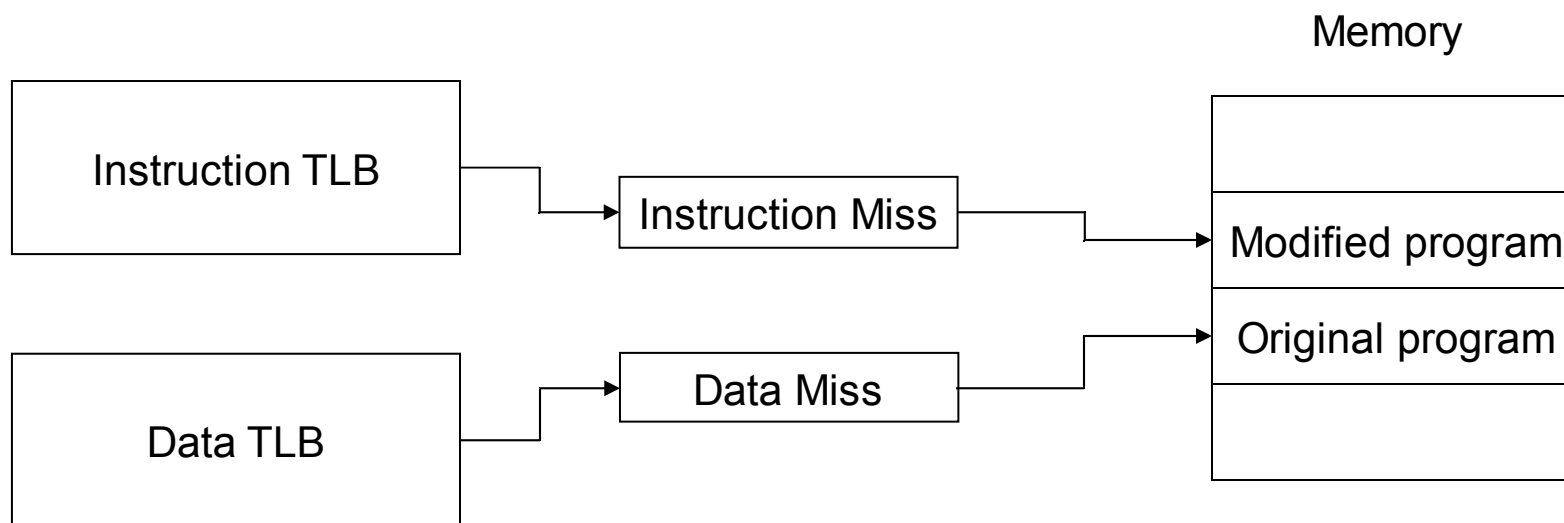 Memory
Instruction TLB
Instruction Miss
Modified program
Original program
Data Miss
Data TLB